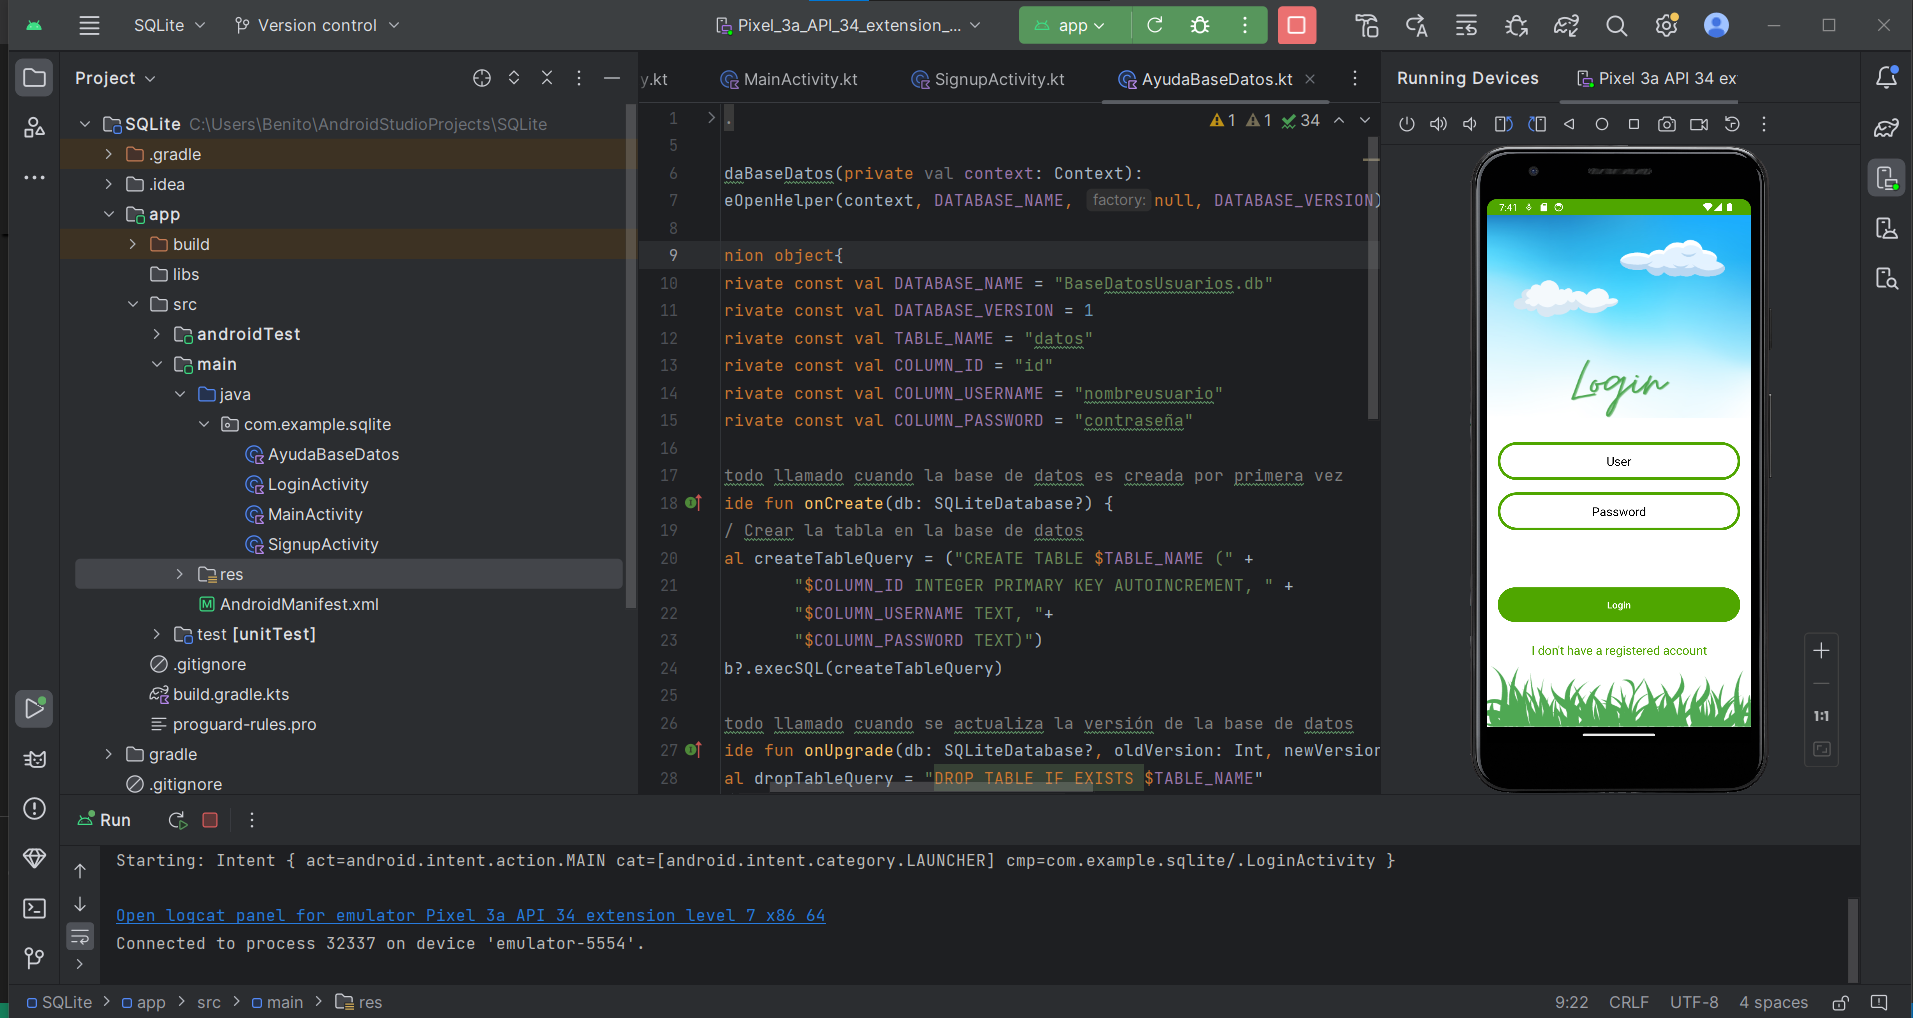 SQLite
Version control
Pixel_3a_API_34_extension_...
app
Project
y.kt
MainActivity.kt
SignupActivity.kt
AyudaBaseDatos.kt
Running Devices
Pixel 3a API 34 ex
SQLite C:\Users\Benito\AndroidStudioProjects\SQLite
.gradle
.idea
app
build
libs
src
androidTest
main
java
com.example.sqlite
AyudaBaseDatos
LoginActivity
MainActivity
SignupActivity
res
AndroidManifest.xml
test [unitTest]
.gitignore
build.gradle.kts
proguard-rules.pro
gradle
.gitignore
1 . 1 1 34
5
6 daBaseDatos(private val context: Context):
7 eOpenHelper(context, DATABASE_NAME, factory: null, DATABASE_VERSION)
8
9 nion object{
10 rivate const val DATABASE_NAME = "BaseDatosUsuarios.db"
11 rivate const val DATABASE_VERSION = 1
12 rivate const val TABLE_NAME = "datos"
13 rivate const val COLUMN_ID = "id"
14 rivate const val COLUMN_USERNAME = "nombreusuario"
15 rivate const val COLUMN_PASSWORD = "contraseña"
16
17 todo llamado cuando la base de datos es creada por primera vez
18 ide fun onCreate(db: SQLiteDatabase?) {
19 / Crear la tabla en la base de datos
20 al createTableQuery = ("CREATE TABLE $TABLE_NAME (" +
21 "$COLUMN_ID INTEGER PRIMARY KEY AUTOINCREMENT, " +
22 "$COLUMN_USERNAME TEXT, "+
23 "$COLUMN_PASSWORD TEXT)")
24 b?.execSQL(createTableQuery)
25
26 todo llamado cuando se actualiza la versión de la base de datos
27 ide fun onUpgrade(db: SQLiteDatabase?, oldVersion: Int, newVersion
28 al dropTableQuery = "DROP TABLE IF EXISTS $TABLE_NAME"
7:41
Login
User
Password
Login
I don't have a registered account
1:1
Run
Starting: Intent { act=android.intent.action.MAIN cat=[android.intent.category.LAUNCHER] cmp=com.example.sqlite/.LoginActivity }
Open logcat panel for emulator Pixel 3a API 34 extension level 7 x86 64
Connected to process 32337 on device 'emulator-5554'.
SQLite > app > src > main > res
9:22 CRLF UTF-8 4 spaces